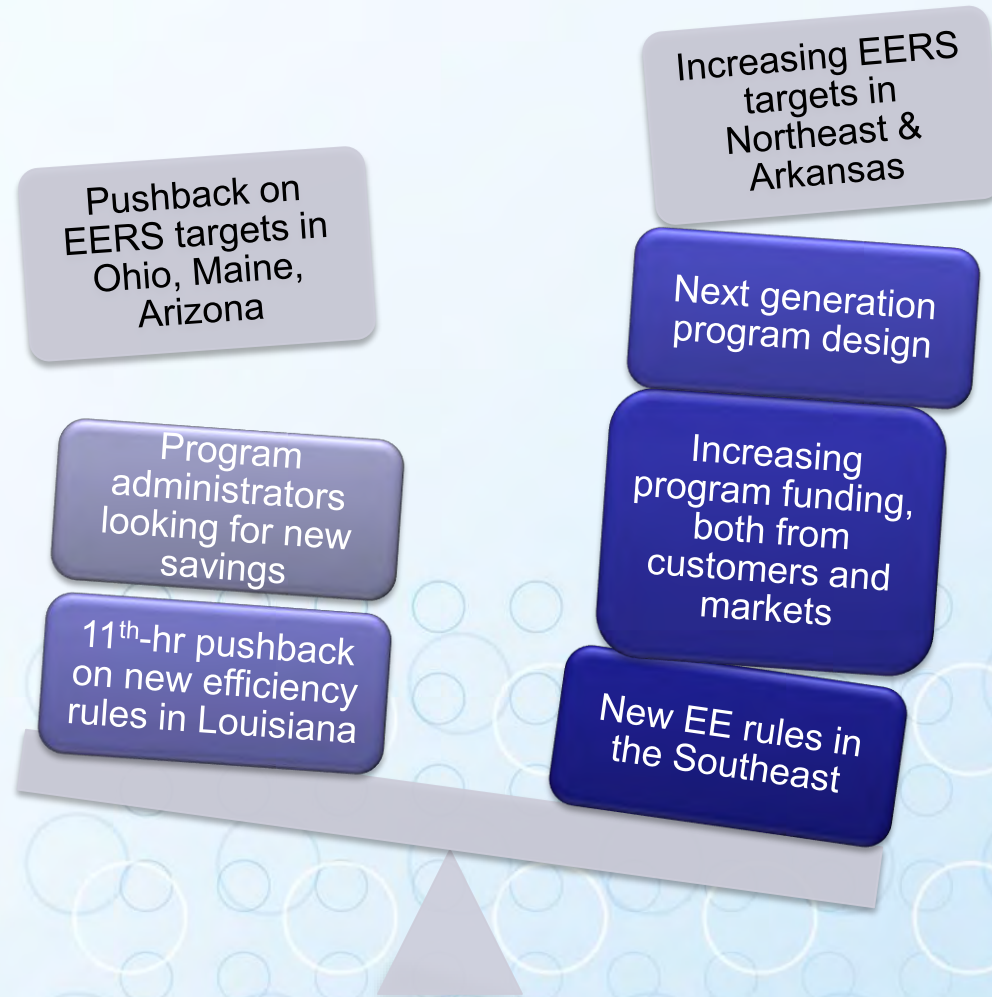 Pushback on
EERS targets in
Ohio, Maine,
Arizona
Program
administrators
looking for new
savings
11th-hr pushback
on new efficiency
rules in Louisiana
Increasing EERS
targets in
Northeast &
Arkansas
Next generation
program design
Increasing
program funding,
both from
customers and
markets
New EE rules in
the Southeast